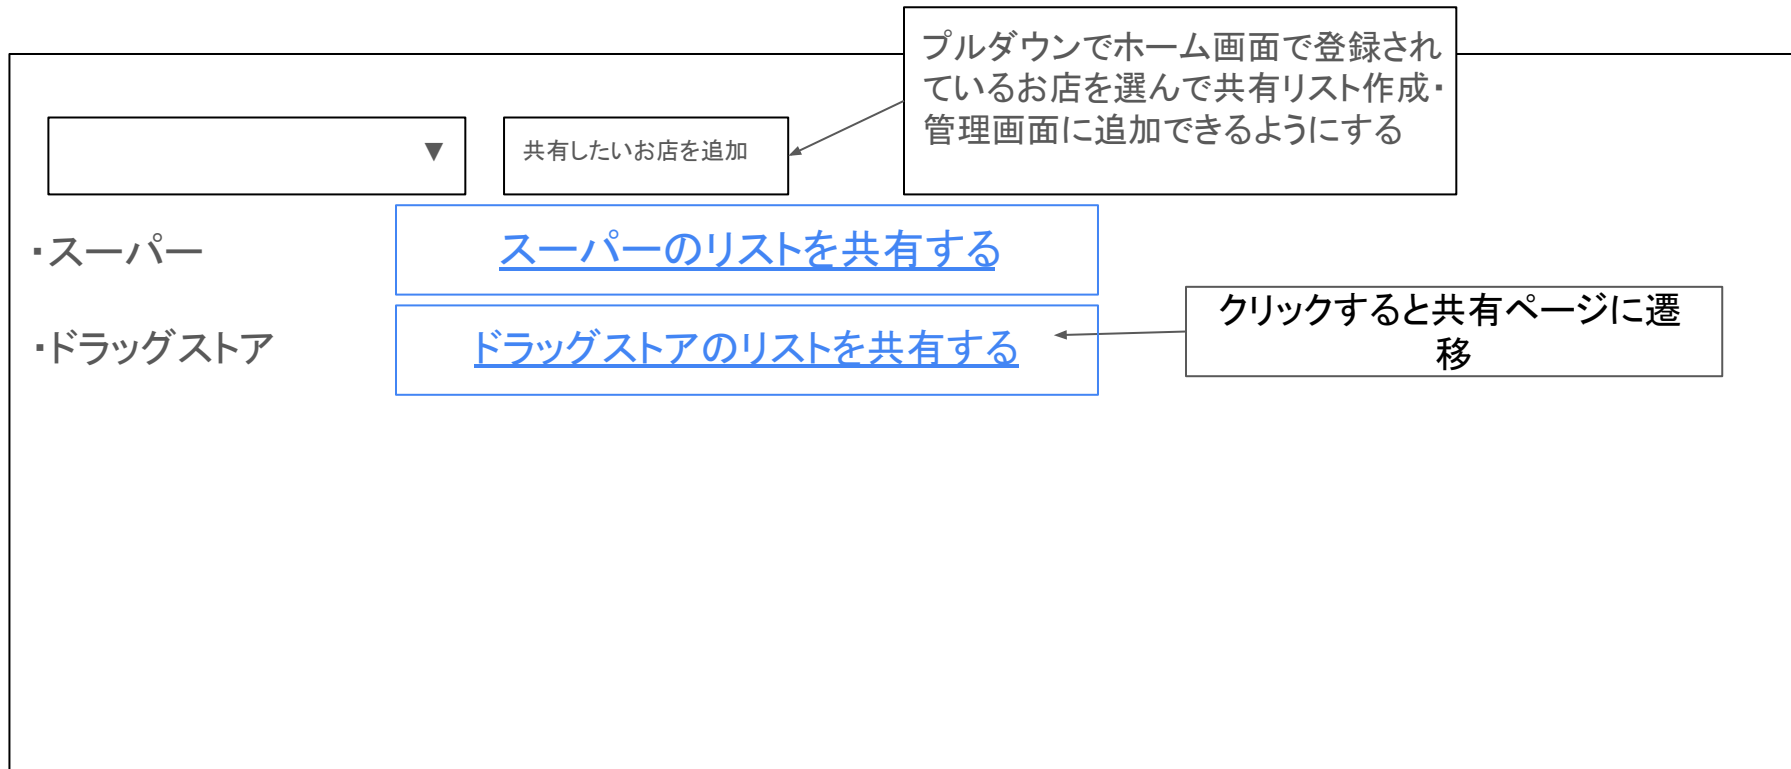 プルダウンでホーム画面で登録され
ているお店を選んで共有リスト作成・
管理画面に追加できるようにする
▼
共有したいお店を追加
・スーパー
スーパーのリストを共有する
・ドラッグストア
ドラッグストアのリストを共有する
クリックすると共有ページに遷
移